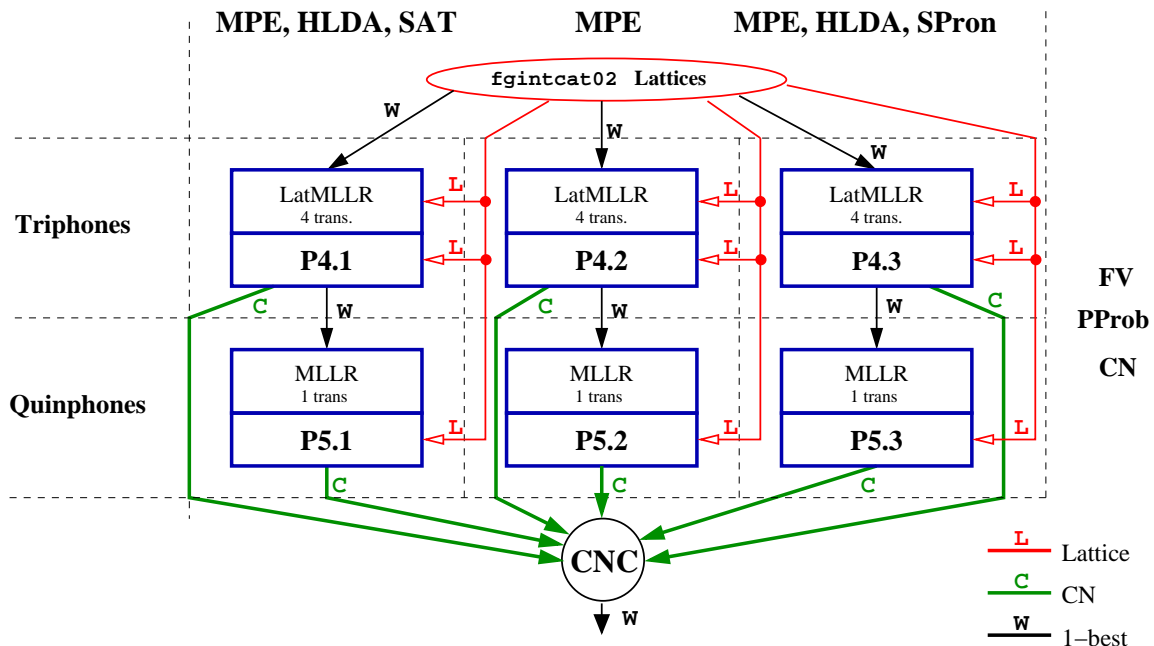 MPE, HLDA, SAT MPE MPE, HLDA, SPron
fgintcat02 Lattices
W W W
Triphones
LatMLLR L LatMLLR L LatMLLR L
4 trans. 4 trans. 4 trans.
P4.1 L P4.2 L P4.3 L
C W C W W C
FV
PProb
CN
Quinphones
MLLR MLLR MLLR
1 trans 1 trans 1 trans
P5.1 L P5.2 L P5.3 L
C C C
CNC
W
L Lattice
C CN
W 1−best